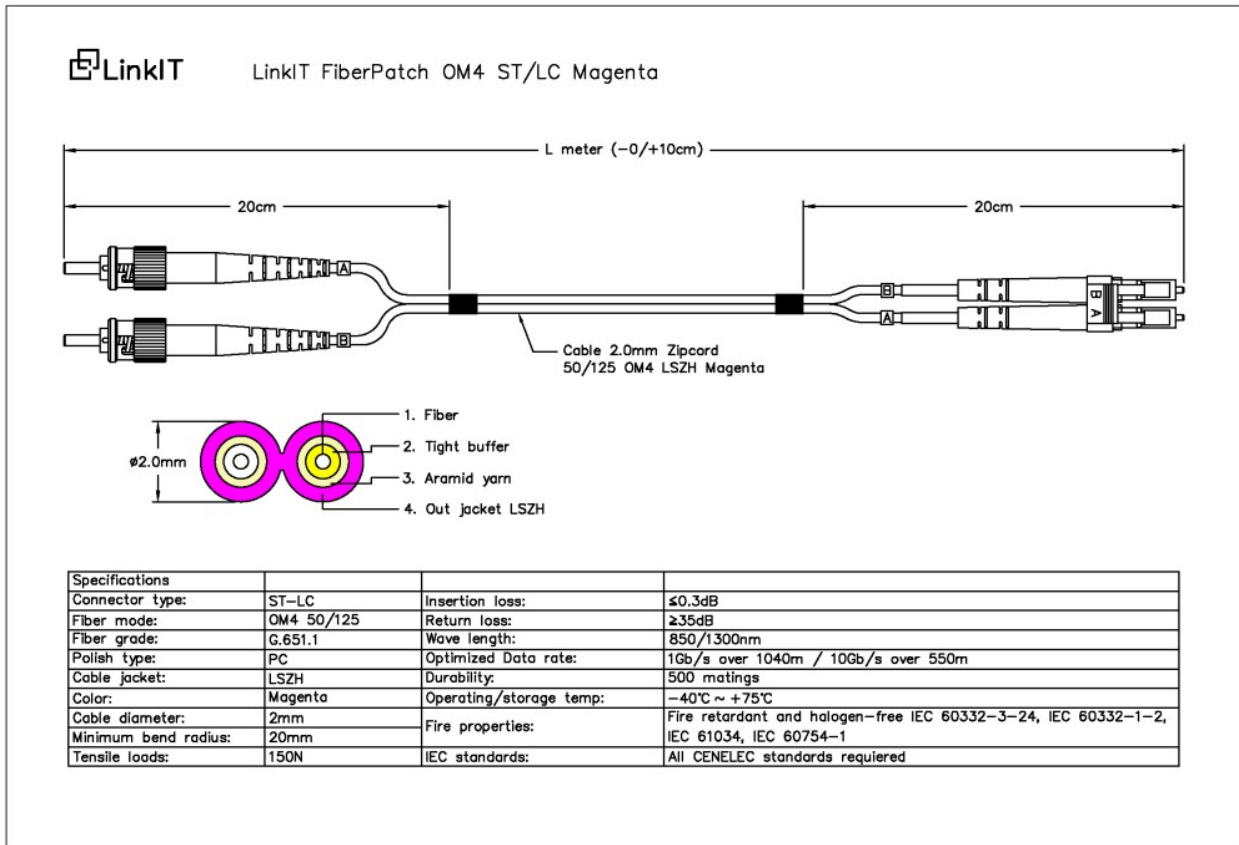 LinkIT
LinkIT FiberPatch OM4 ST/LC Magenta
L meter (-0/+10cm)
20cm
20cm
A
B
B
A
B
A
Cable 2.0mm Zipcord
50/125 OM4 LSZH Magenta
1. Fiber
2. Tight buffer
3. Aramid yarn
4. Out jacket LSZH
ø2.0mm
Specifications
Connector type: ST-LC Insertion loss: ≤0.3dB
Fiber mode: OM4 50/125 Return loss: ≥35dB
Fiber grade: G.651.1 Wave length: 850/1300nm
Polish type: PC Optimized Data rate: 1Gb/s over 1040m / 10Gb/s over 550m
Cable jacket: LSZH Durability: 500 matings
Color: Magenta Operating/storage temp: -40℃ ~ +75℃
Cable diameter: 2mm Fire properties: Fire retardant and halogen-free IEC 60332-3-24, IEC 60332-1-2,
Minimum bend radius: 20mm IEC 61034, IEC 60754-1
Tensile loads: 150N IEC standards: All CENELEC standards requiered